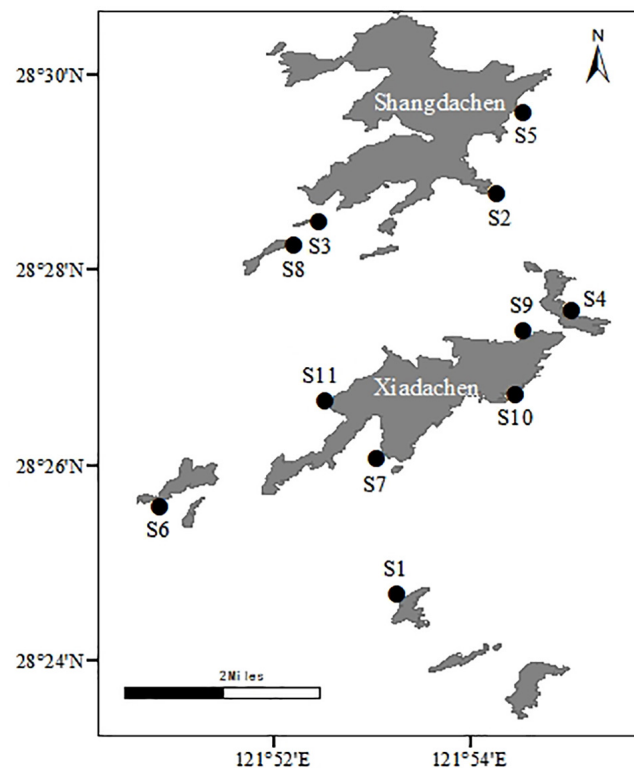 N
28°30'N
Shangdachen
S5
S2
S3
S8
28°28'N
S9
S4
S11
Xiadachen
S10
28°26'N
S7
S6
S1
28°24'N
2Miles
121°52'E
121°54'E